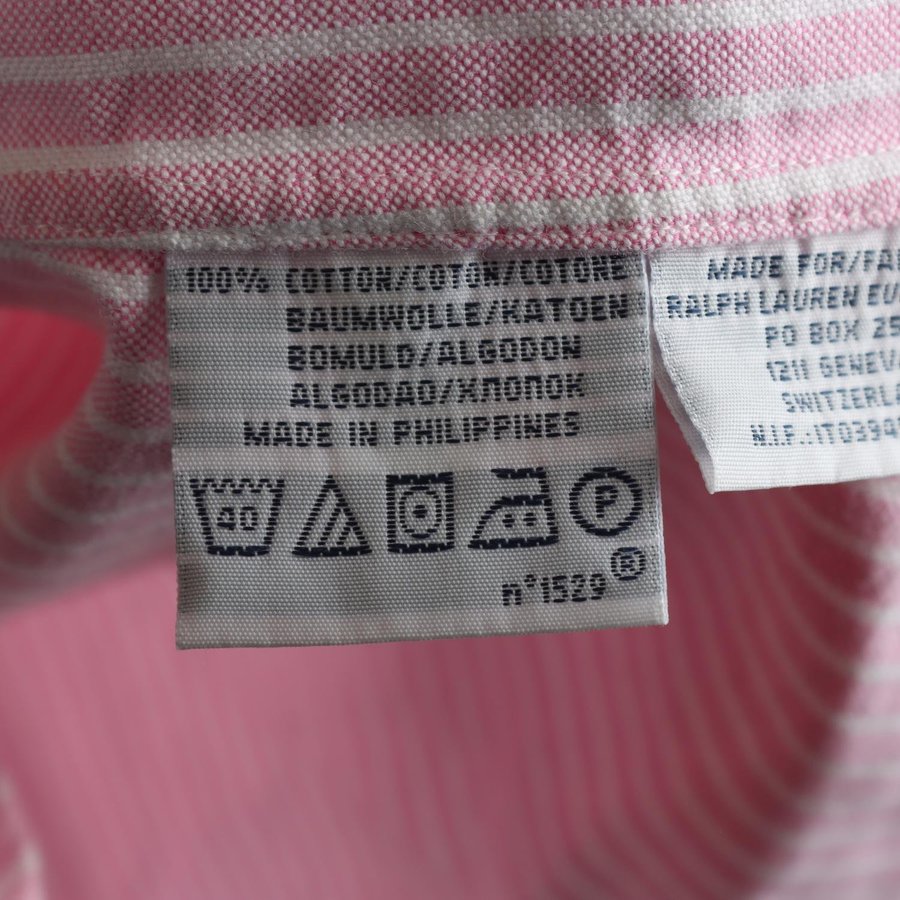 100% COTTON/COTON/COTONE
BAUMWOLLE/KATOEN
BOMULD/ALGODON
ALGODAO/ХЛОПОК
MADE IN PHILIPPINES
40
P
n°1529®
MADE FOR/FA
RALPH LAUREN EU
PO BOX 25
1211 GENEVA
SWITZERLA
N.I.P.:IT0394